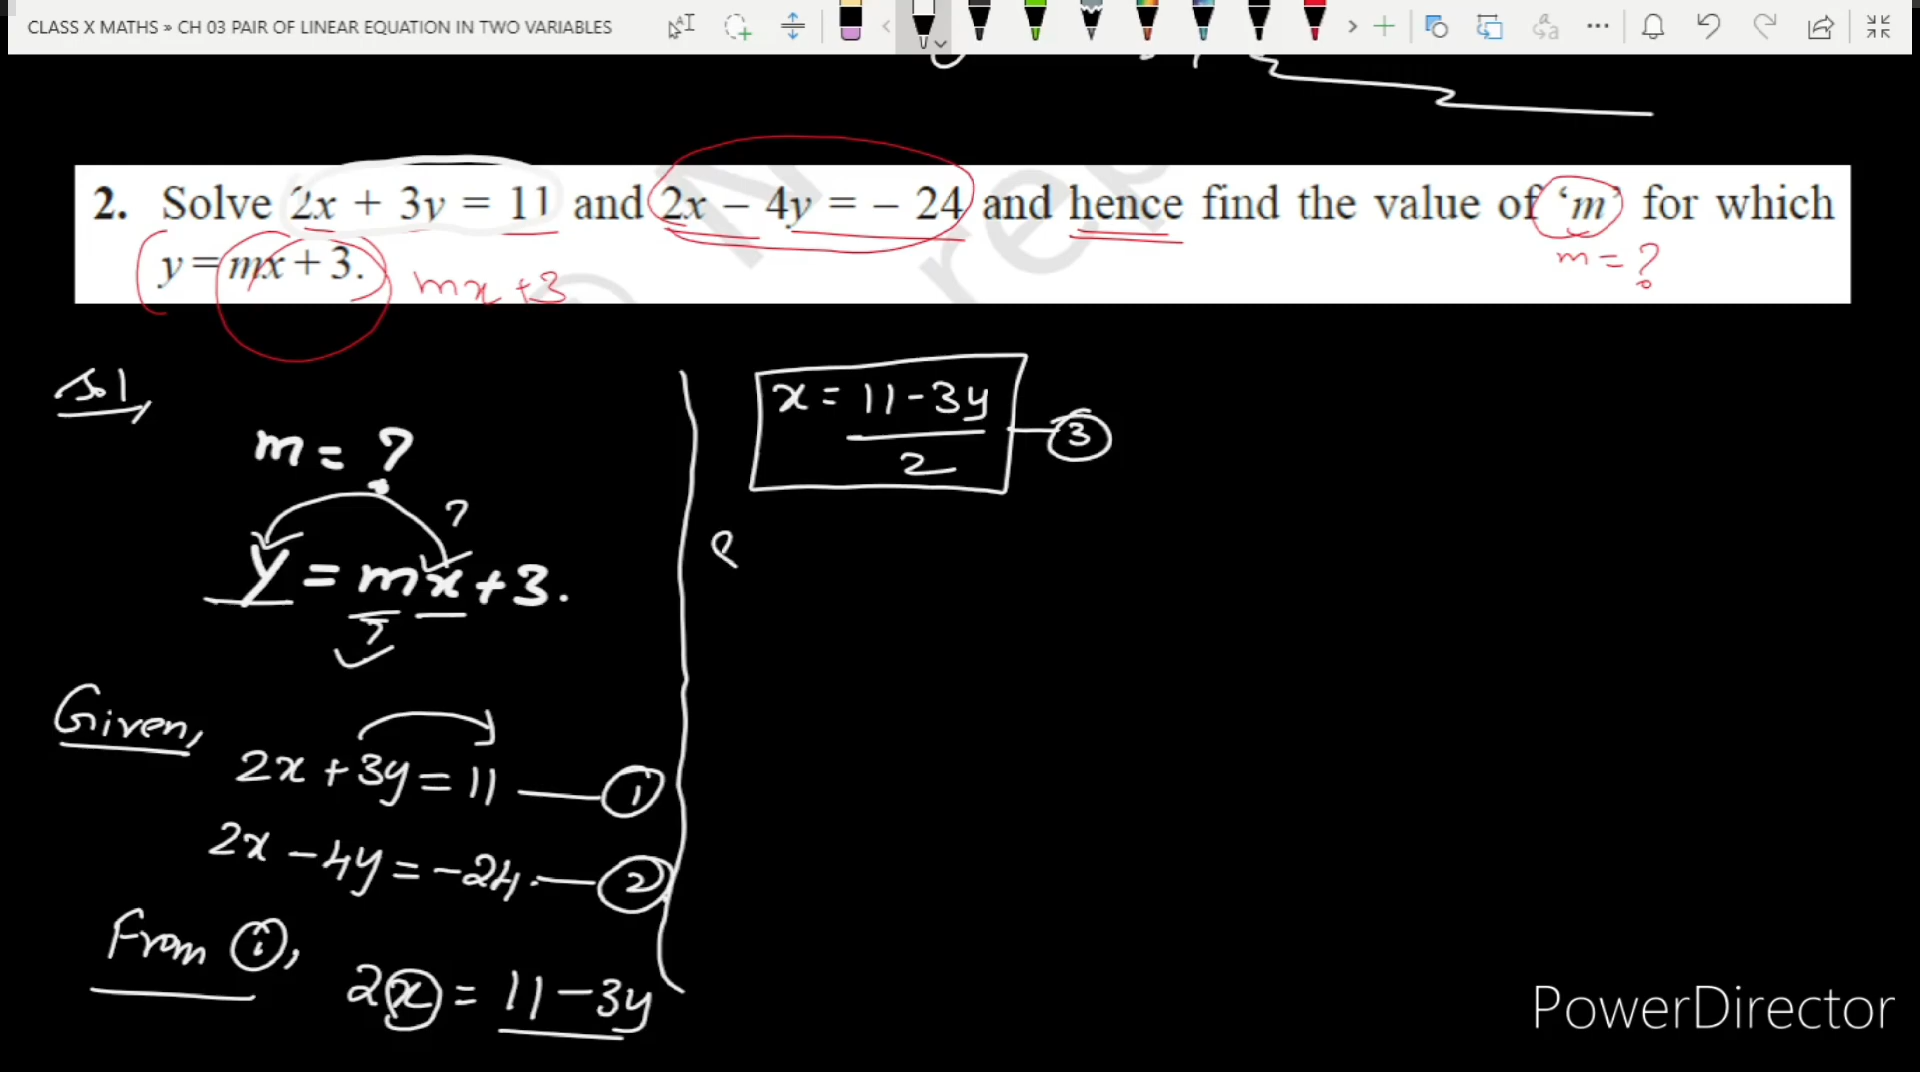 CLASS X MATHS » CH 03 PAIR OF LINEAR EQUATION IN TWO VARIABLES
2. Solve 2x + 3y = 11 and 2x – 4y = – 24 and hence find the value of ‘m’ for which
y = mx + 3.
mx + 3
m = ?
Sol,
m = ?
?
y = mx + 3.
?
Given,
2x + 3y = 11 — ①
2x - 4y = -24. — ②
From ①,
2x = 11 - 3y
x = 11 - 3y
2
— ③
PowerDirector